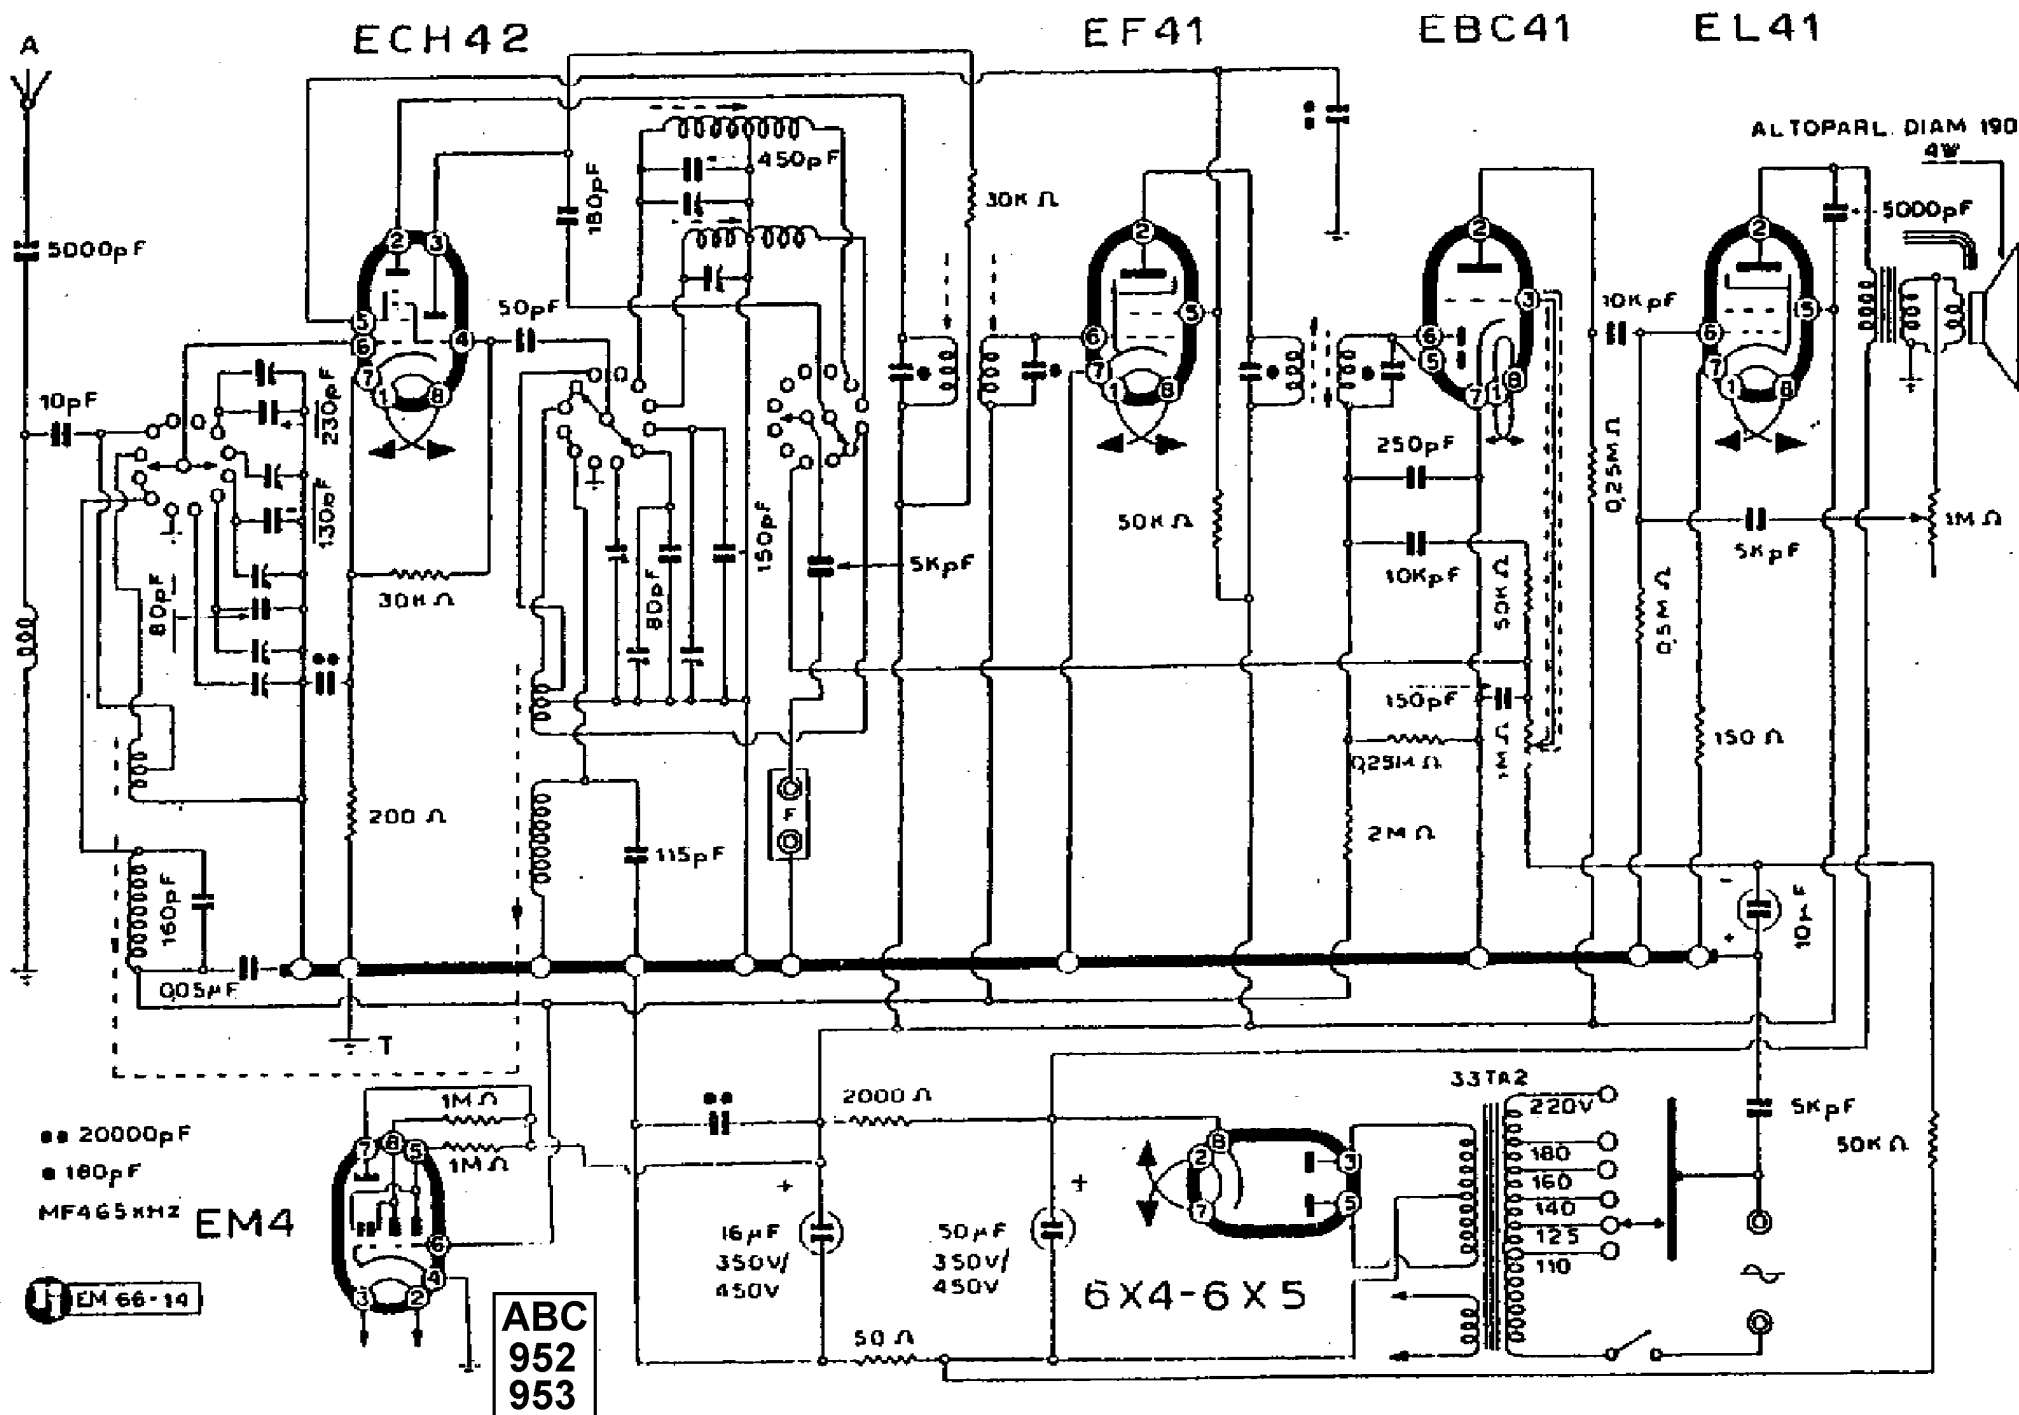 A
ECH42
EF41
EBC41
EL41
ALTOPARL. DIAM 190
4W
450pF
180pF
30K Ω
5000pF
5000pF
50pF
10KpF
10pF
230pF
130pF
80pF
30K Ω
150pF
80pF
5KpF
50K Ω
250pF
10KpF
50K Ω
0,25M Ω
5KpF
1M Ω
0,5M Ω
150pF
0,25M Ω
1M Ω
150 Ω
200 Ω
2M Ω
115pF
F
160pF
10µF
0,05µF
T
1M Ω
1M Ω
2000 Ω
33TR2
220V
180
160
140
125
110
5KpF
50K Ω
•• 20000pF
• 180pF
MF465KHZ
EM4
16µF
350V/
450V
50µF
350V/
450V
6X4-6X5
50 Ω
EM 66-14
ABC
952
953